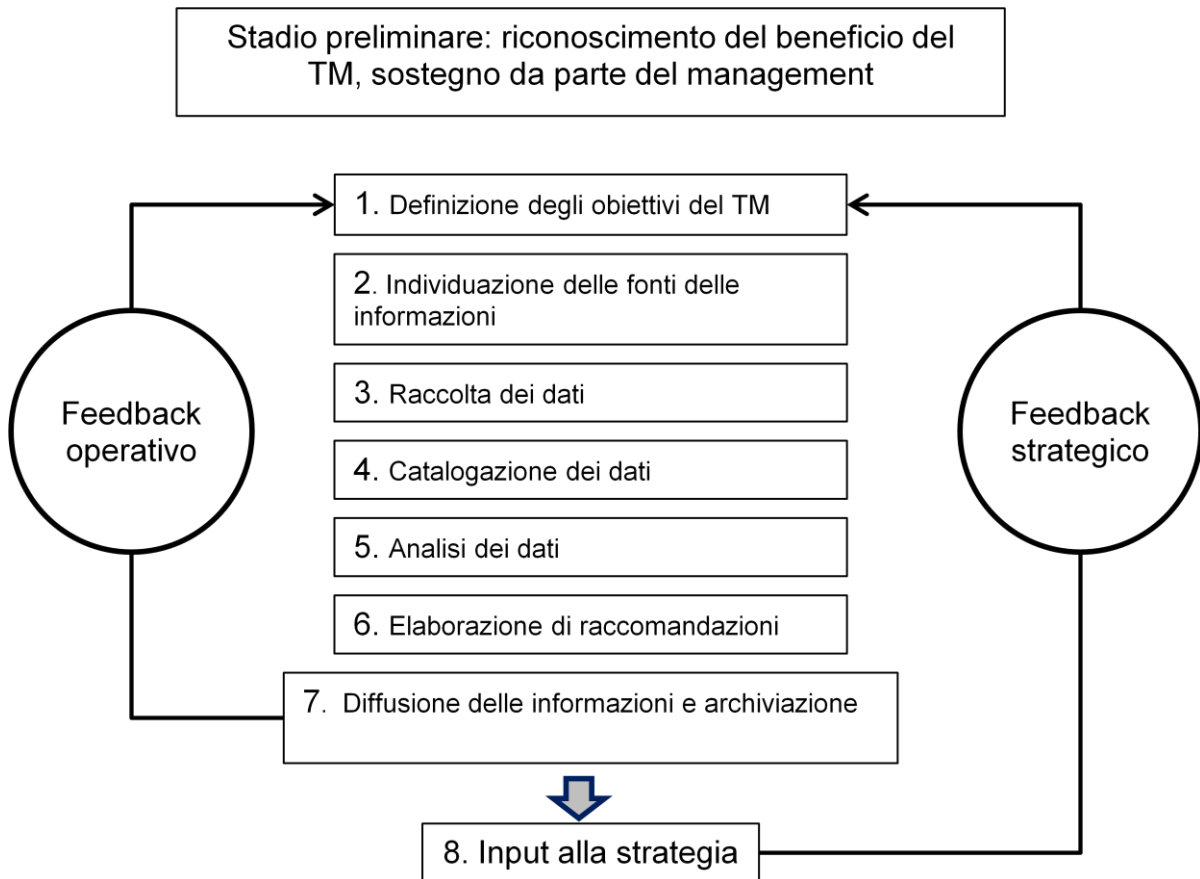 Stadio preliminare: riconoscimento del beneficio del
TM, sostegno da parte del management
1. Definizione degli obiettivi del TM
2. Individuazione delle fonti delle
informazioni
3. Raccolta dei dati
4. Catalogazione dei dati
5. Analisi dei dati
6. Elaborazione di raccomandazioni
7. Diffusione delle informazioni e archiviazione
8. Input alla strategia
Feedback
operativo
Feedback
strategico